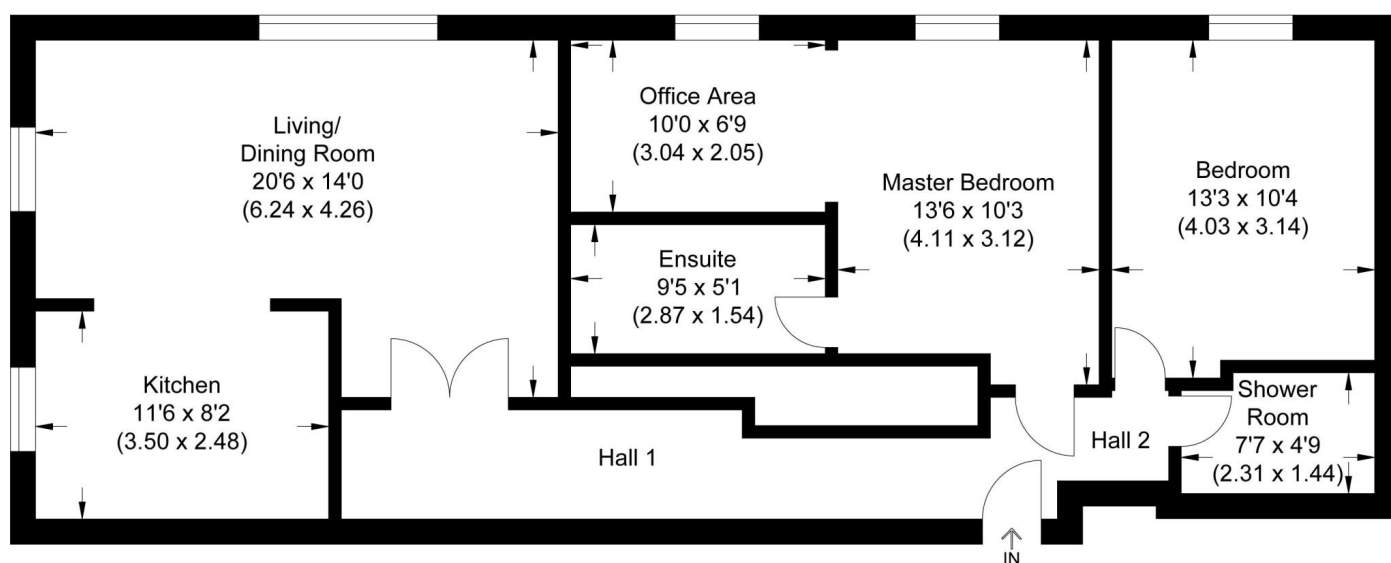 Living/
Dining Room
20'6 x 14'0
(6.24 x 4.26)
Office Area
10'0 x 6'9
(3.04 x 2.05)
Master Bedroom
13'6 x 10'3
(4.11 x 3.12)
Bedroom
13'3 x 10'4
(4.03 x 3.14)
Ensuite
9'5 x 5'1
(2.87 x 1.54)
Kitchen
11'6 x 8'2
(3.50 x 2.48)
Hall 1
Hall 2
Shower
Room
7'7 x 4'9
(2.31 x 1.44)
IN